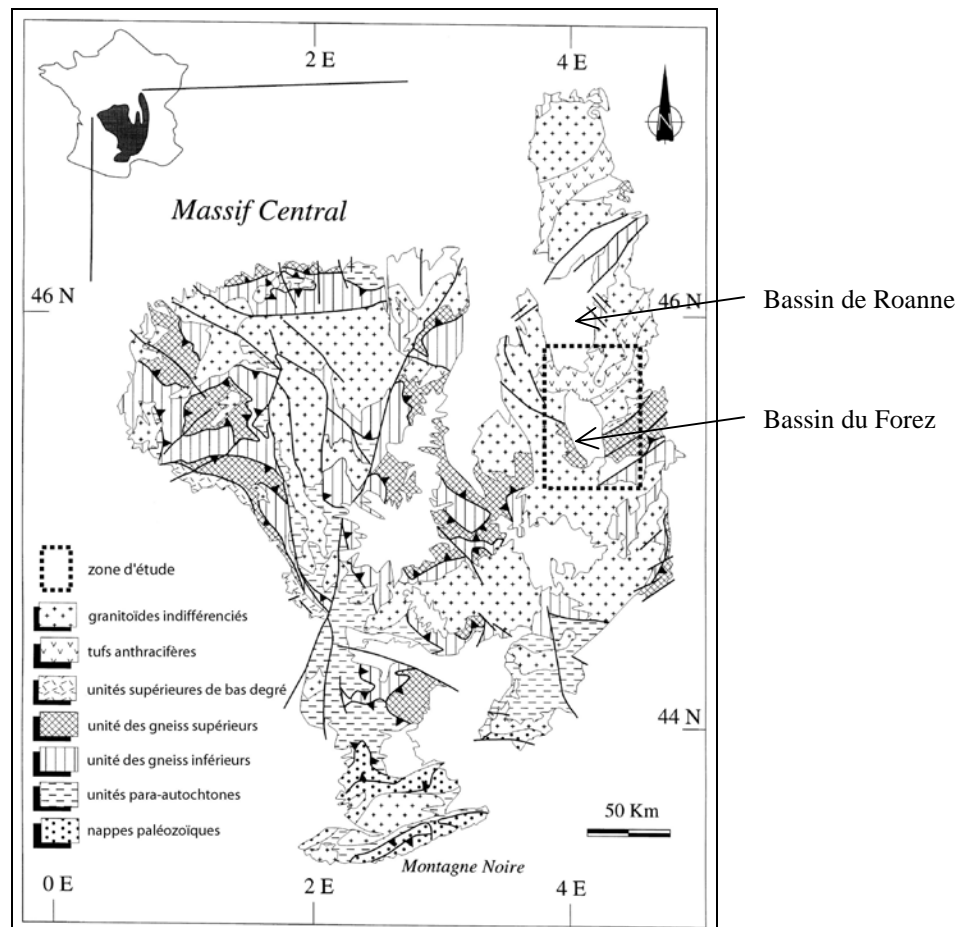 2 E
4 E
N
Massif Central
46 N
46 N
Bassin de Roanne
Bassin du Forez
zone d'étude
granitoïdes indifférenciés
tufs anthracifères
unités supérieures de bas degré
unité des gneiss supérieurs
unité des gneiss inférieurs
unités para-autochtones
nappes paléozoïques
44 N
50 Km
Montagne Noire
0 E
2 E
4 E